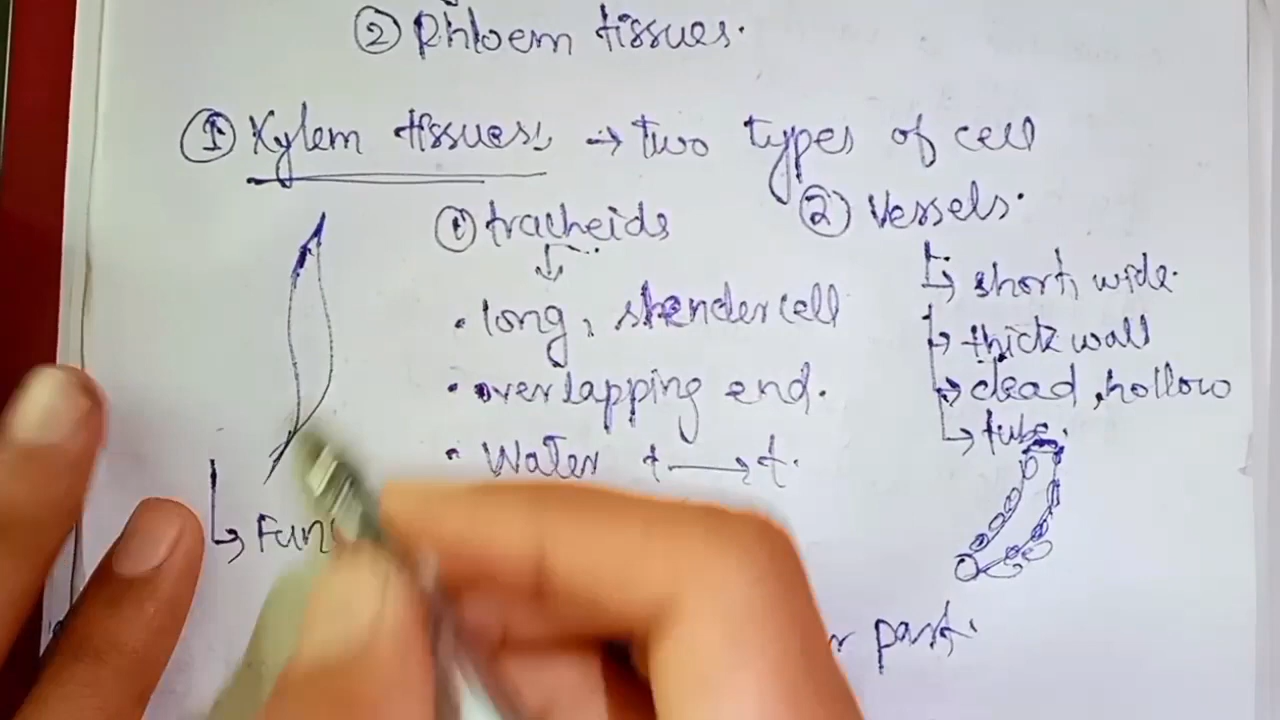 ② Phloem tissues.
① Xylem tissues, → two types of cell
① tracheids
• long, slender cell
• overlapping end.
• Water t → t.
② Vessels.
↳ short, wide.
↳ thick wall
↳ dead, hollow
↳ tube.
↳ Fun
part.